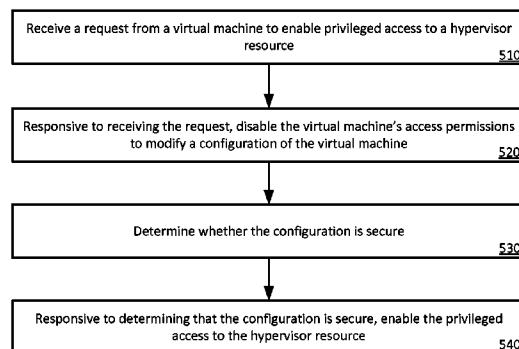 Receive a request from a virtual machine to enable privileged access to a hypervisor
resource
510
Responsive to receiving the request, disable the virtual machine's access permissions
to modify a configuration of the virtual machine
520
Determine whether the configuration is secure
530
Responsive to determining that the configuration is secure, enable the privileged
access to the hypervisor resource
540